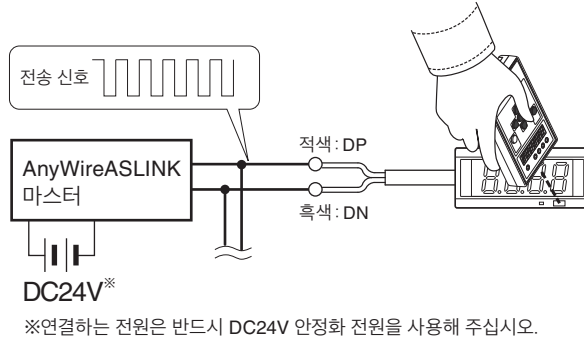 전송 신호
적색: DP
AnyWireASLINK
마스터
흑색: DN
DC24V※
※연결하는 전원은 반드시 DC24V 안정화 전원을 사용해 주십시오.